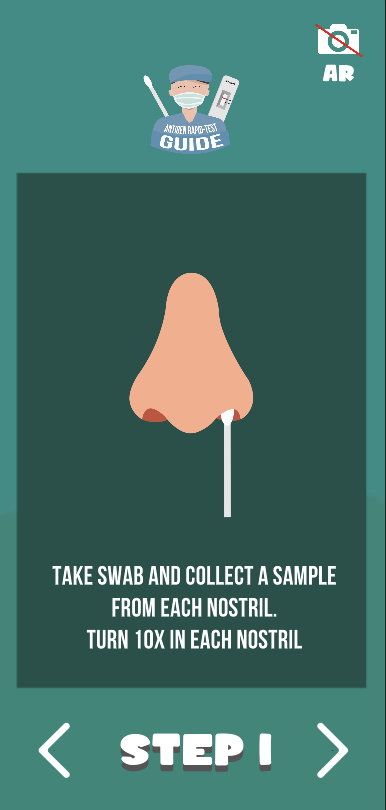 AR
ANTIGEN RAPID-TEST
GUIDE
TAKE SWAB AND COLLECT A SAMPLE
FROM EACH NOSTRIL.
TURN 10X IN EACH NOSTRIL
STEP 1